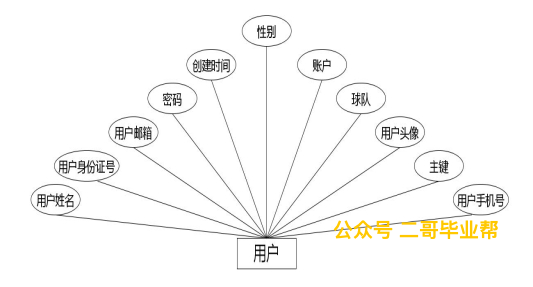 性别
创建时间
账户
密码
球队
用户邮箱
用户头像
用户身份证号
主键
用户姓名
用户手机号
公众号 二哥毕业帮
用户